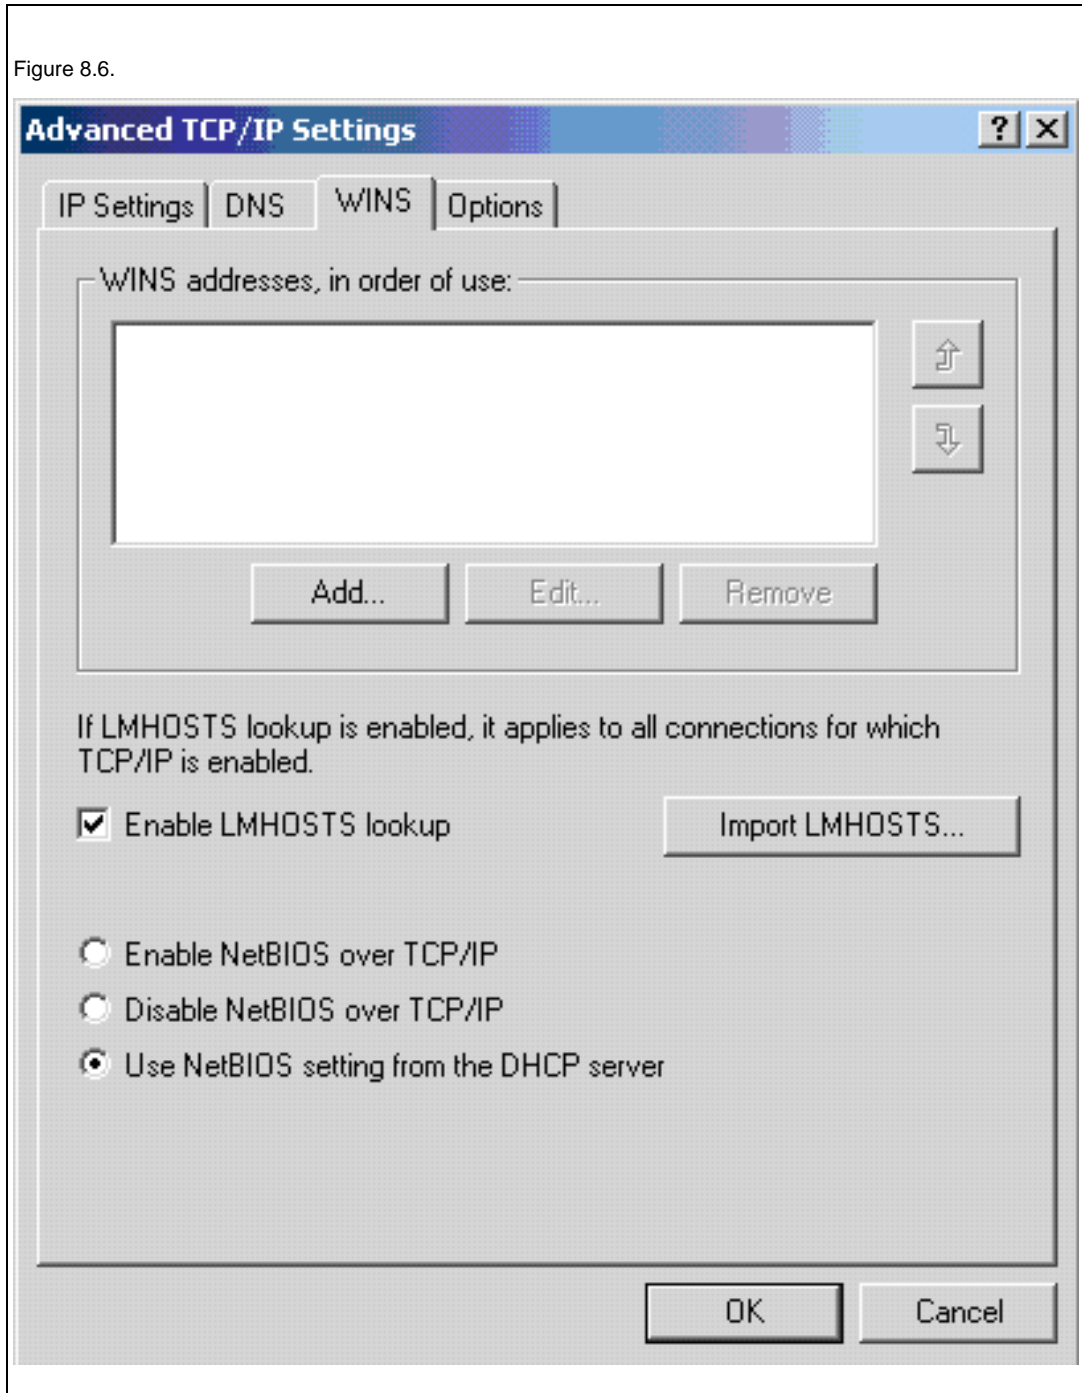 Figure 8.6.
Advanced TCP/IP Settings
IP Settings
DNS
WINS
Options
WINS addresses, in order of use:
Add...
Edit...
Remove
If LMHOSTS lookup is enabled, it applies to all connections for which
TCP/IP is enabled.
Enable LMHOSTS lookup
Import LMHOSTS...
Enable NetBIOS over TCP/IP
Disable NetBIOS over TCP/IP
Use NetBIOS setting from the DHCP server
OK
Cancel